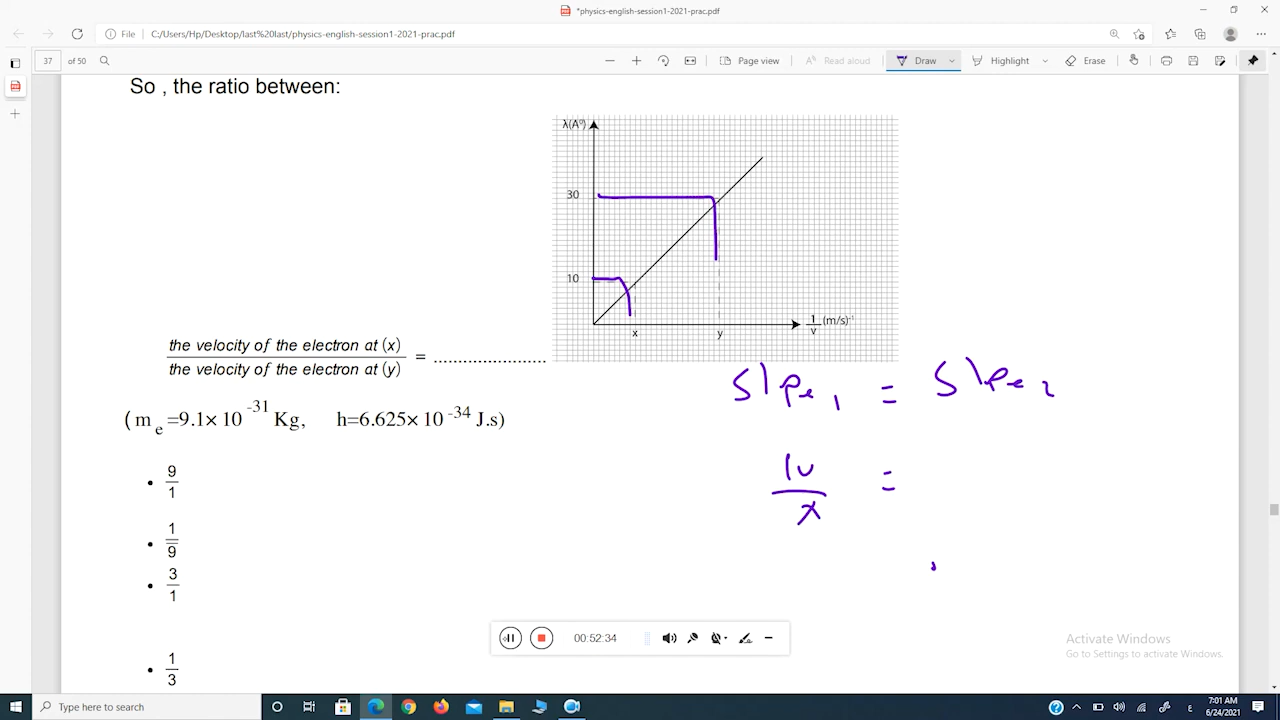 *physics-english-session1-2021-prac.pdf
File C:/Users/Hp/Desktop/last%20last/physics-english-session1-2021-prac.pdf
37 of 50 Page view Read aloud Draw Highlight Erase
So , the ratio between:
λ(A⁰)
30
10
x y 1/v (m/s)⁻¹
the velocity of the electron at (x)
the velocity of the electron at (y)
= ......................
( mₑ=9.1× 10 ⁻³¹ Kg, h=6.625× 10 ⁻³⁴ J.s)
Slpe₁ = Slpe₂
10/x =
• 9/1
• 1/9
• 3/1
• 1/3
00:52:34
Activate Windows
Go to Settings to activate Windows.
Type here to search
7:01 AM
6/24/2021